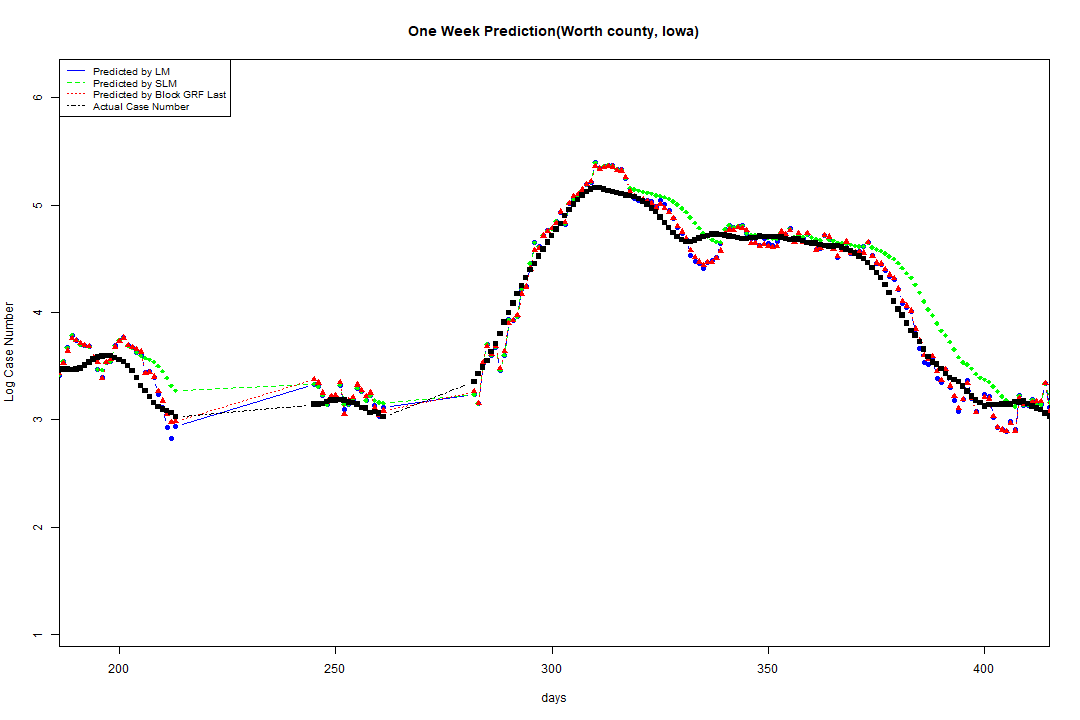 One Week Prediction(Worth county, Iowa)
Predicted by LM
Predicted by SLM
Predicted by Block GRF Last
Actual Case Number
6
5
4
3
2
1
Log Case Number
200
250
300
350
400
days